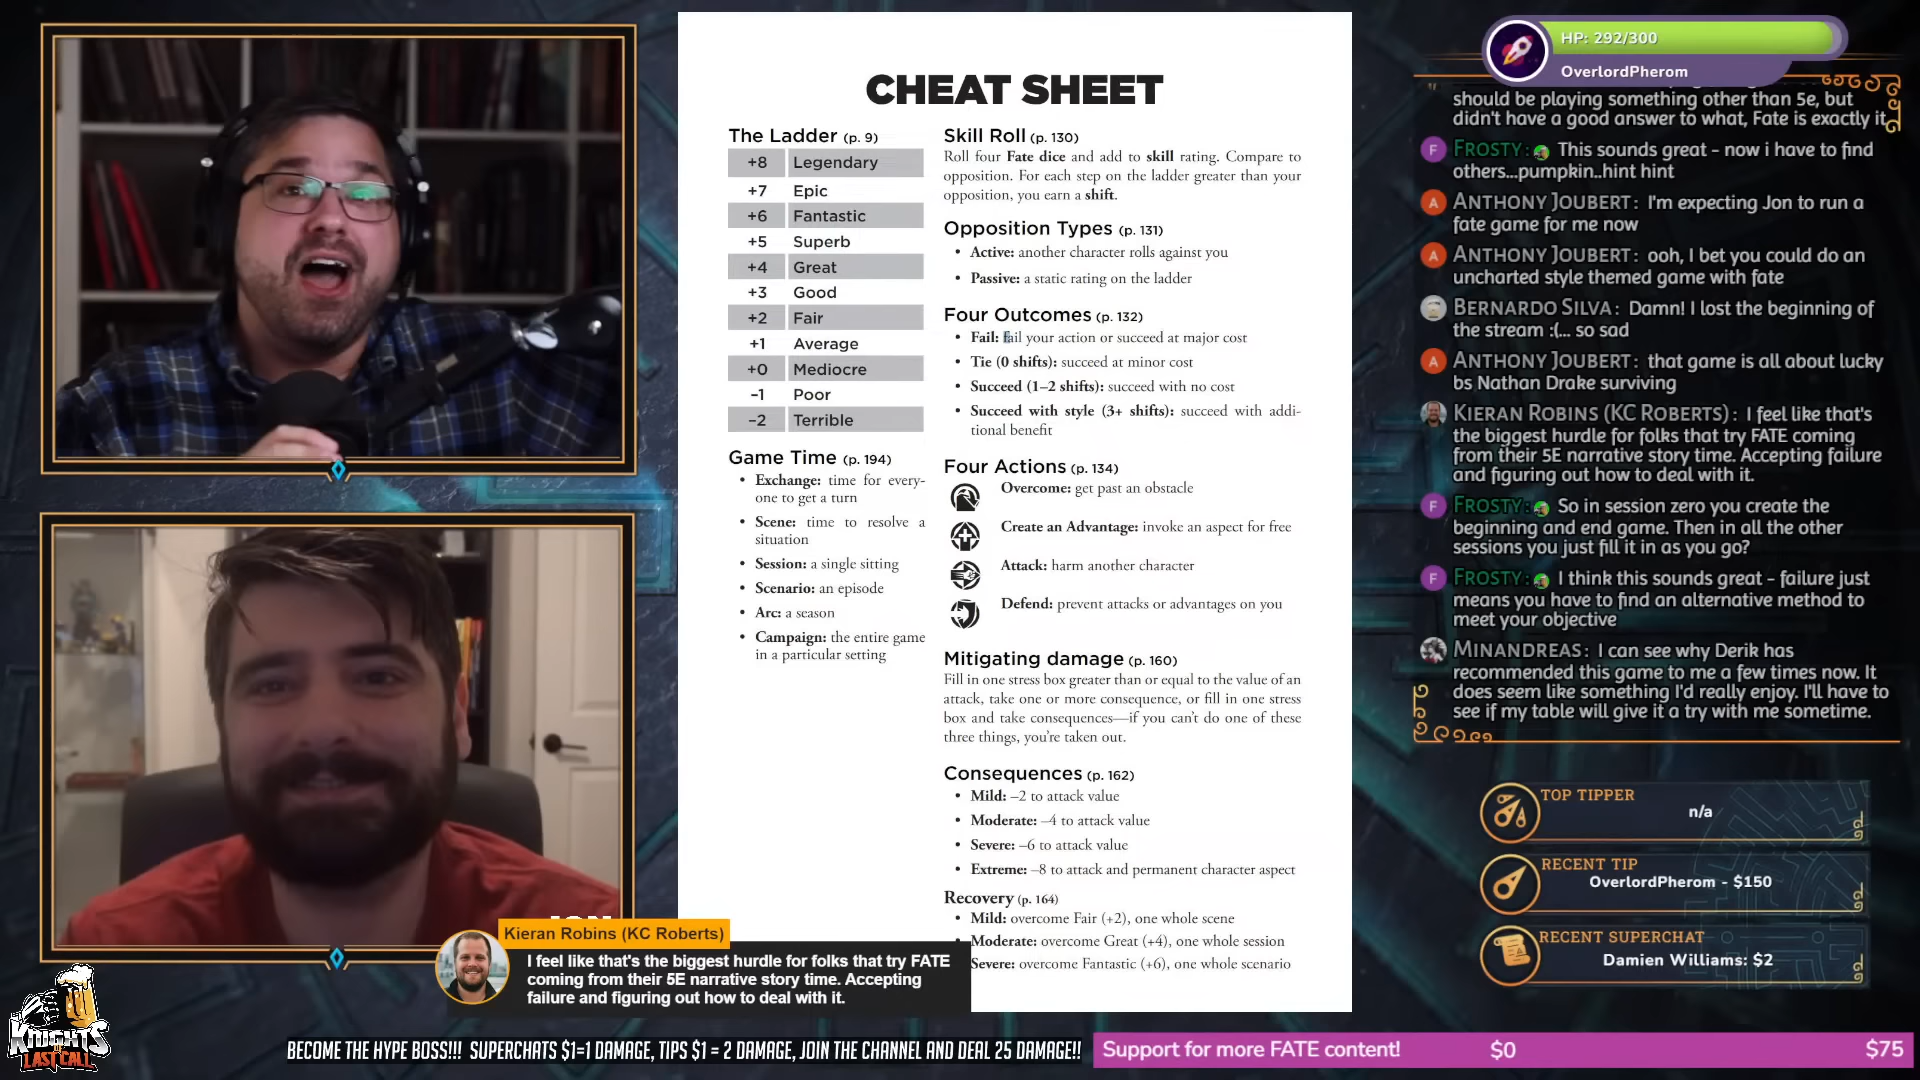 CHEAT SHEET
The Ladder (p. 9)
+8 Legendary
+7 Epic
+6 Fantastic
+5 Superb
+4 Great
+3 Good
+2 Fair
+1 Average
+0 Mediocre
–1 Poor
–2 Terrible
Game Time (p. 194)
• Exchange: time for every-
one to get a turn
• Scene: time to resolve a
situation
• Session: a single sitting
• Scenario: an episode
• Arc: a season
• Campaign: the entire game
in a particular setting
Skill Roll (p. 130)
Roll four Fate dice and add to skill rating. Compare to
opposition. For each step on the ladder greater than your
opposition, you earn a shift.
Opposition Types (p. 131)
• Active: another character rolls against you
• Passive: a static rating on the ladder
Four Outcomes (p. 132)
• Fail: fail your action or succeed at major cost
• Tie (0 shifts): succeed at minor cost
• Succeed (1–2 shifts): succeed with no cost
• Succeed with style (3+ shifts): succeed with addi-
tional benefit
Four Actions (p. 134)
Overcome: get past an obstacle
Create an Advantage: invoke an aspect for free
Attack: harm another character
Defend: prevent attacks or advantages on you
Mitigating damage (p. 160)
Fill in one stress box greater than or equal to the value of an
attack, take one or more consequence, or fill in one stress
box and take consequences—if you can't do one of these
three things, you're taken out.
Consequences (p. 162)
• Mild: –2 to attack value
• Moderate: –4 to attack value
• Severe: –6 to attack value
• Extreme: –8 to attack and permanent character aspect
Recovery (p. 164)
• Mild: overcome Fair (+2), one whole scene
• Moderate: overcome Great (+4), one whole session
Severe: overcome Fantastic (+6), one whole scenario
HP: 292/300
OverlordPherom
should be playing something other than 5e, but
didn't have a good answer to what, Fate is exactly it
F FROSTY: This sounds great - now i have to find
others...pumpkin..hint hint
A ANTHONY JOUBERT: I'm expecting Jon to run a
fate game for me now
A ANTHONY JOUBERT: ooh, I bet you could do an
uncharted style themed game with fate
BERNARDO SILVA: Damn! I lost the beginning of
the stream :(... so sad
A ANTHONY JOUBERT: that game is all about lucky
bs Nathan Drake surviving
KIERAN ROBINS (KC ROBERTS): I feel like that's
the biggest hurdle for folks that try FATE coming
from their 5E narrative story time. Accepting failure
and figuring out how to deal with it.
F FROSTY: So in session zero you create the
beginning and end game. Then in all the other
sessions you just fill it in as you go?
F FROSTY: I think this sounds great - failure just
means you have to find an alternative method to
meet your objective
MINANDREAS: I can see why Derik has
recommended this game to me a few times now. It
does seem like something I'd really enjoy. I'll have to
see if my table will give it a try with me sometime.
TOP TIPPER
n/a
RECENT TIP
OverlordPherom - $150
RECENT SUPERCHAT
Damien Williams: $2
Kieran Robins (KC Roberts)
I feel like that's the biggest hurdle for folks that try FATE
coming from their 5E narrative story time. Accepting
failure and figuring out how to deal with it.
KNIGHTS
OF
LAST CALL
BECOME THE HYPE BOSS!!! SUPERCHATS $1=1 DAMAGE, TIPS $1 = 2 DAMAGE, JOIN THE CHANNEL AND DEAL 25 DAMAGE!!
Support for more FATE content! $0 $75